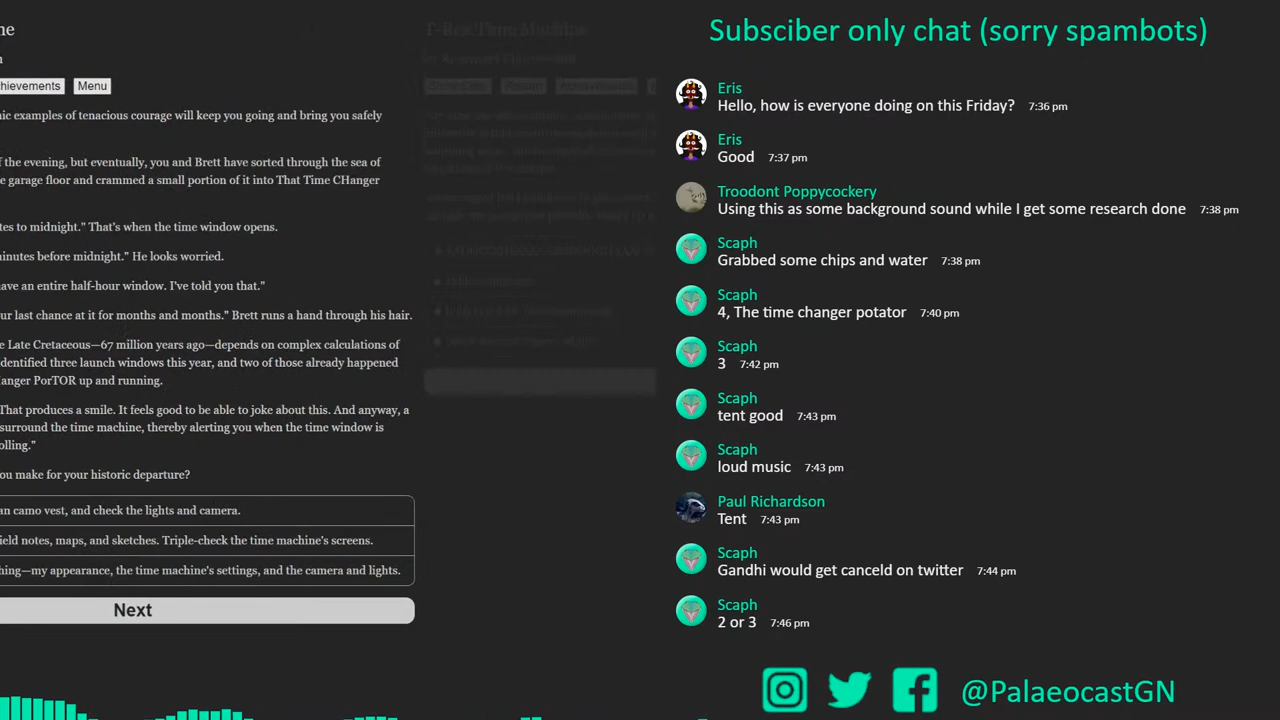 ne
n
hievements
Menu
nic examples of tenacious courage will keep you going and bring you safely
f the evening, but eventually, you and Brett have sorted through the sea of
e garage floor and crammed a small portion of it into That Time CHanger
tes to midnight." That's when the time window opens.
ninutes before midnight." He looks worried.
ave an entire half-hour window. I've told you that."
ur last chance at it for months and months." Brett runs a hand through his hair.
e Late Cretaceous—67 million years ago—depends on complex calculations of
dentified three launch windows this year, and two of those already happened
anger PorTOR up and running.
That produces a smile. It feels good to be able to joke about this. And anyway, a
surround the time machine, thereby alerting you when the time window is
olling."
ou make for your historic departure?
an camo vest, and check the lights and camera.
ield notes, maps, and sketches. Triple-check the time machine's screens.
hing—my appearance, the time machine's settings, and the camera and lights.
Next
T-Rex Time Machine
Subsciber only chat (sorry spambots)
Eris
Hello, how is everyone doing on this Friday? 7:36 pm
Eris
Good 7:37 pm
Troodont Poppycockery
Using this as some background sound while I get some research done 7:38 pm
Scaph
Grabbed some chips and water 7:38 pm
Scaph
4, The time changer potator 7:40 pm
Scaph
3 7:42 pm
Scaph
tent good 7:43 pm
Scaph
loud music 7:43 pm
Paul Richardson
Tent 7:43 pm
Scaph
Gandhi would get canceld on twitter 7:44 pm
Scaph
2 or 3 7:46 pm
@PalaeocastGN